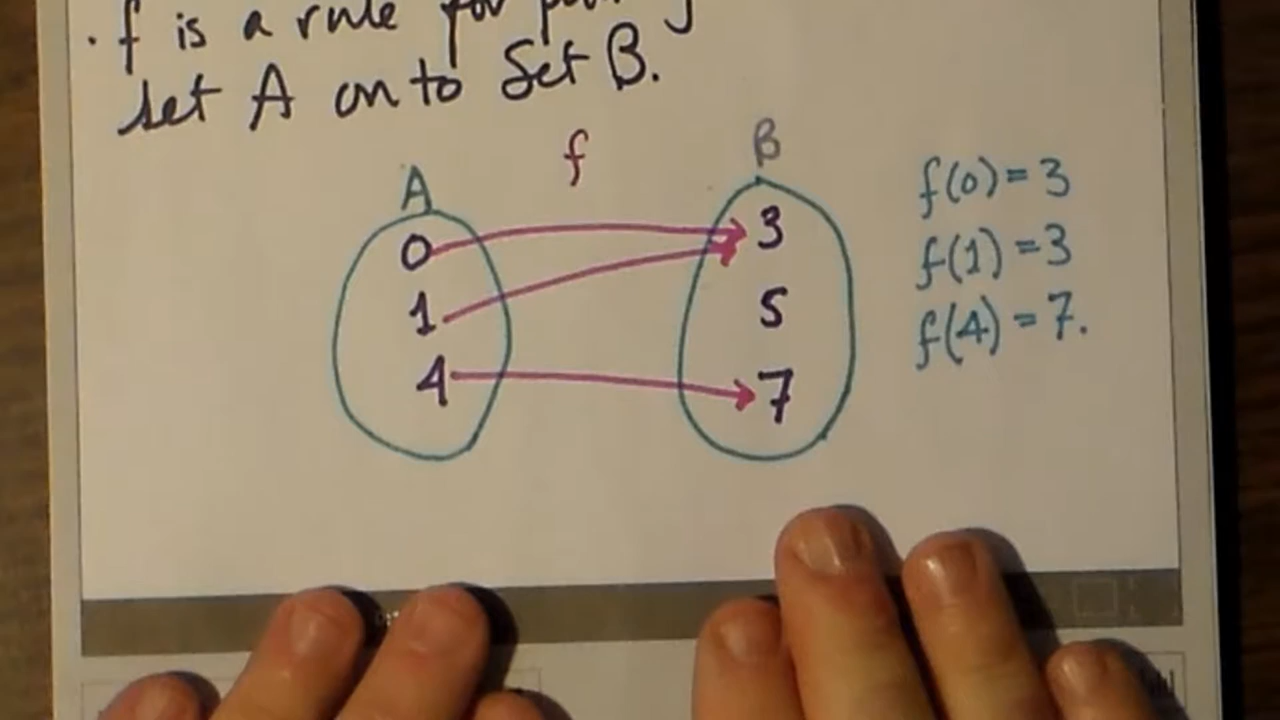 . f is a rule for
set A on to Set B.
f
A
B
0
1
4
3
5
7
f(0) = 3
f(1) = 3
f(4) = 7.